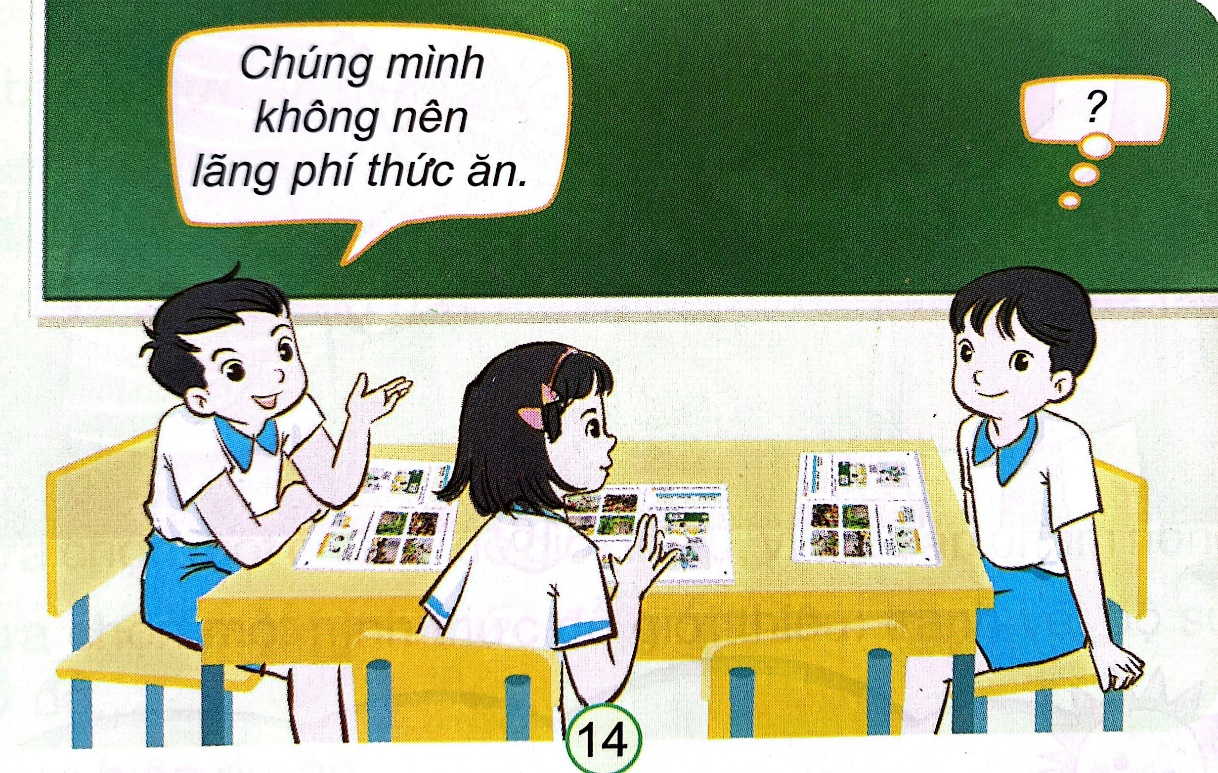 Chúng mình
không nên
lãng phí thức ăn.
?
14